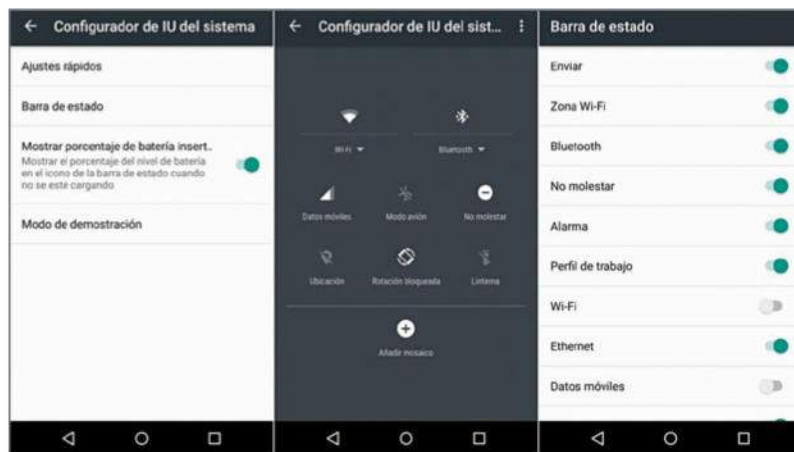 Configurador de IU del sistema
Ajustes rápidos
Barra de estado
Mostrar porcentaje de batería insert..
Mostrar el porcentaje del nivel de batería
en el icono de la barra de estado cuando
no se esté cargando
Modo de demostración
Configurador de IU del sist...
Wi-Fi
Bluetooth
Datos móviles
Modo avión
No molestar
Ubicación
Rotación bloqueada
Linterna
Añadir mosaico
Barra de estado
Enviar
Zona Wi-Fi
Bluetooth
No molestar
Alarma
Perfil de trabajo
Wi-Fi
Ethernet
Datos móviles